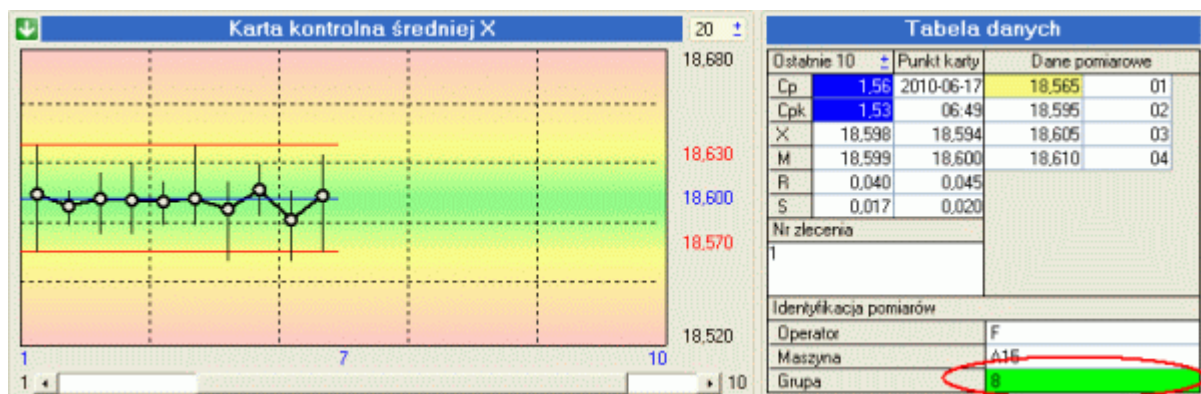 Karta kontrolna średniej X
20 ±
18,680
18,630
18,600
18,570
18,520
1 7 10
1 10
Tabela danych
Ostatnie 10 ± Punkt karty Dane pomiarowe
Cp 1,56 2010-06-17 18,565 01
Cpk 1,53 06:49 18,595 02
X 18,598 18,594 18,605 03
M 18,599 18,600 18,610 04
R 0,040 0,045
S 0,017 0,020
Nr zlecenia
1
Identyfikacja pomiarów
Operator F
Maszyna A15
Grupa 8